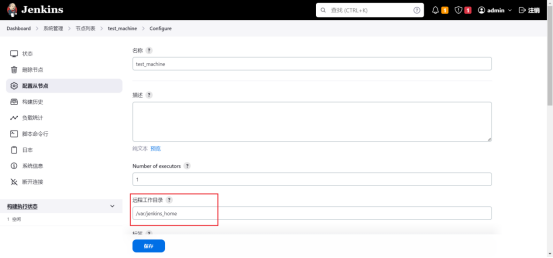 Jenkins
查找 (CTRL+K)
1
1
admin
注销
Dashboard > 系统管理 > 节点列表 > test_machine > Configure
状态
删除节点
配置从节点
构建历史
负载统计
脚本命令行
日志
系统信息
断开连接
构建执行状态
1 空闲
名称 ?
test_machine
描述 ?
纯文本 预览
Number of executors ?
1
远程工作目录 ?
/var/jenkins_home
标签 ?
保存